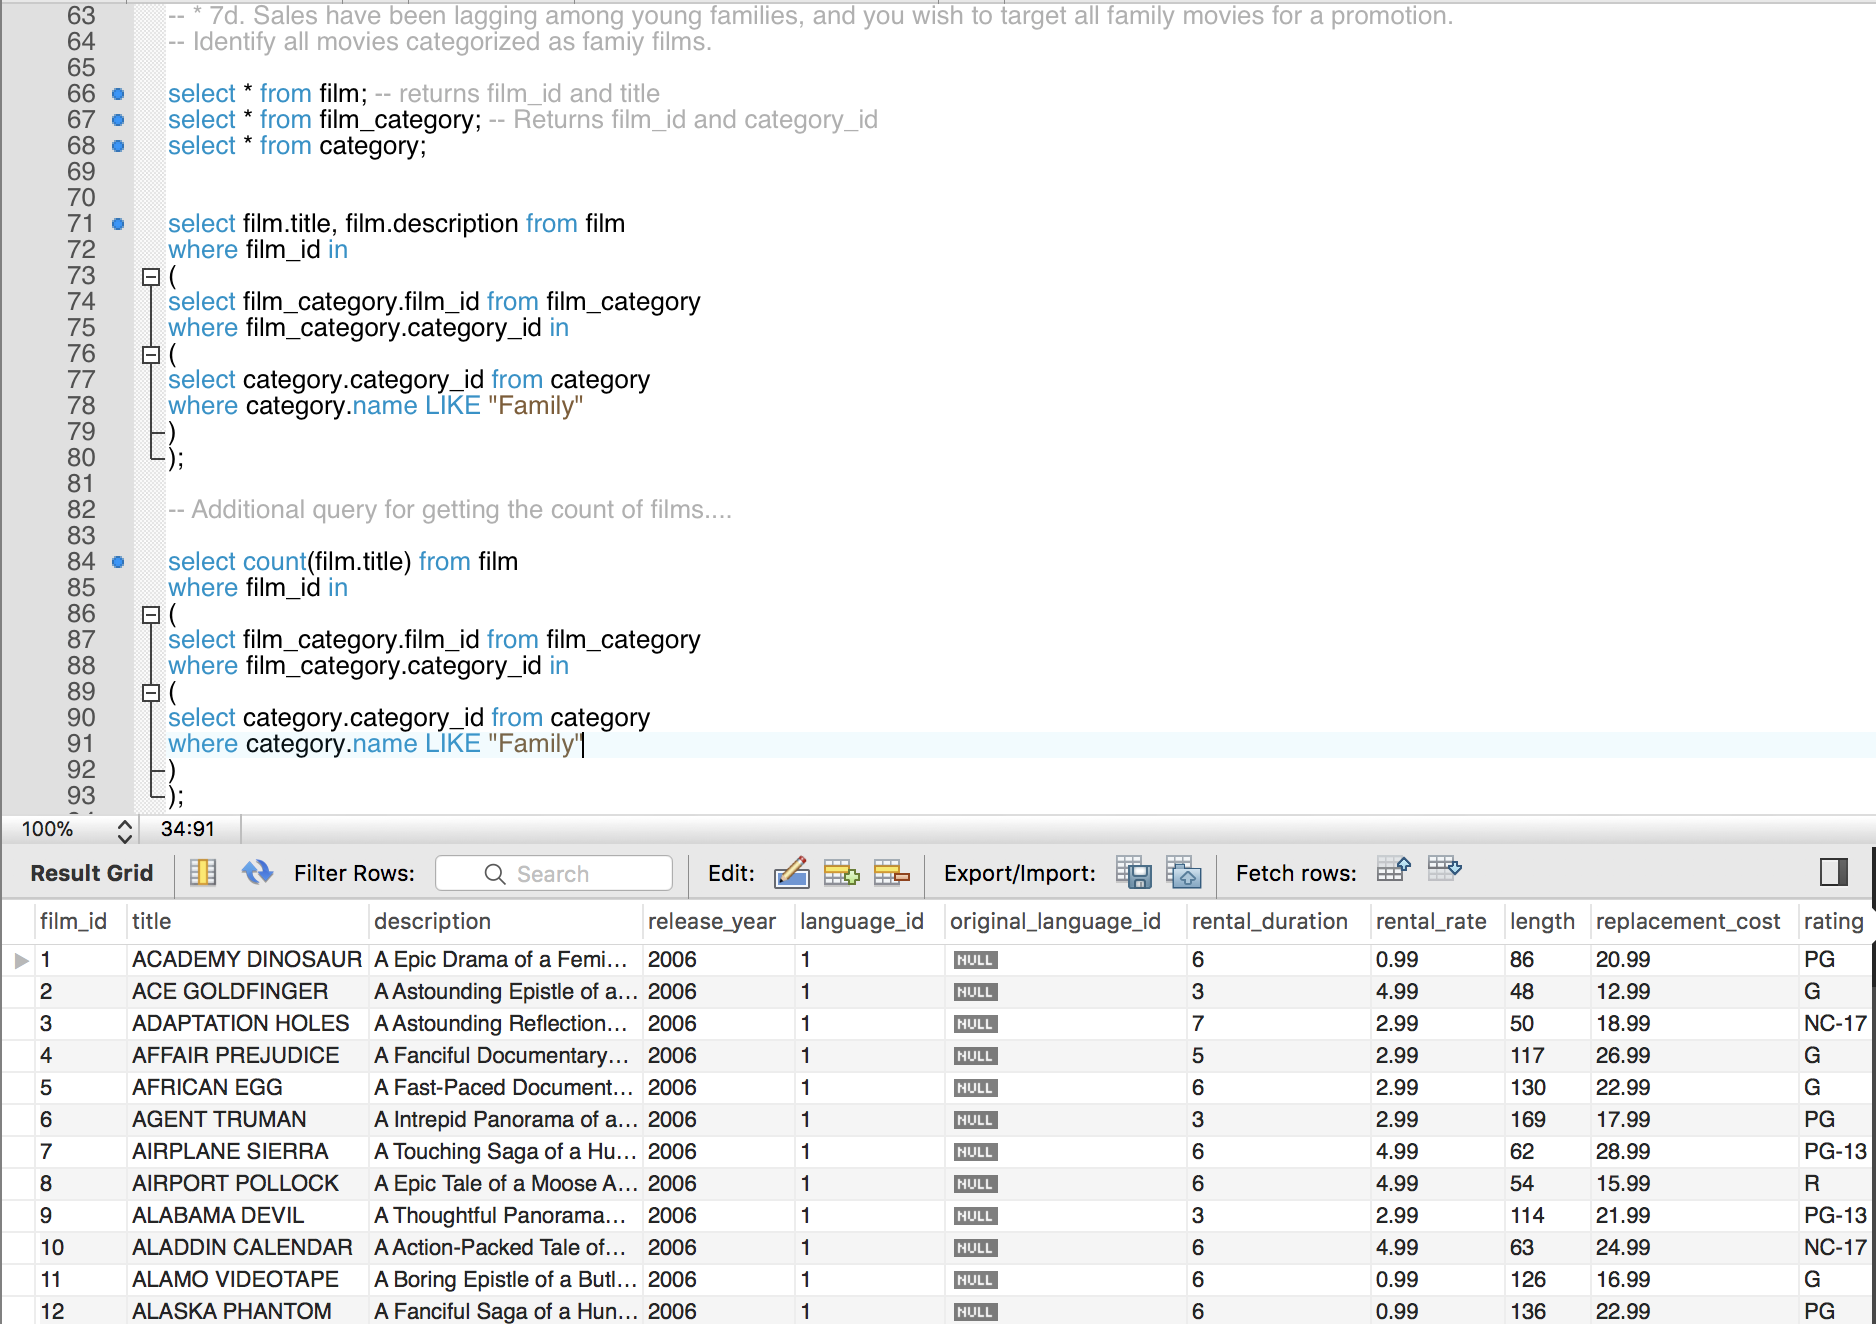 63 -- * 7d. Sales have been lagging among young families, and you wish to target all family movies for a promotion.
64 -- Identify all movies categorized as famiy films.
65
66 select * from film; -- returns film_id and title
67 select * from film_category; -- Returns film_id and category_id
68 select * from category;
69
70
71 select film.title, film.description from film
72 where film_id in
73 (
74 select film_category.film_id from film_category
75 where film_category.category_id in
76 (
77 select category.category_id from category
78 where category.name LIKE "Family"
79 )
80 );
81
82 -- Additional query for getting the count of films....
83
84 select count(film.title) from film
85 where film_id in
86 (
87 select film_category.film_id from film_category
88 where film_category.category_id in
89 (
90 select category.category_id from category
91 where category.name LIKE "Family"
92 )
93 );
100% 34:91
Result Grid Filter Rows: Search Edit: Export/Import: Fetch rows:
film_id title description release_year language_id original_language_id rental_duration rental_rate length replacement_cost rating
1 ACADEMY DINOSAUR A Epic Drama of a Femi... 2006 1 NULL 6 0.99 86 20.99 PG
2 ACE GOLDFINGER A Astounding Epistle of a... 2006 1 NULL 3 4.99 48 12.99 G
3 ADAPTATION HOLES A Astounding Reflection... 2006 1 NULL 7 2.99 50 18.99 NC-17
4 AFFAIR PREJUDICE A Fanciful Documentary... 2006 1 NULL 5 2.99 117 26.99 G
5 AFRICAN EGG A Fast-Paced Document... 2006 1 NULL 6 2.99 130 22.99 G
6 AGENT TRUMAN A Intrepid Panorama of a... 2006 1 NULL 3 2.99 169 17.99 PG
7 AIRPLANE SIERRA A Touching Saga of a Hu... 2006 1 NULL 6 4.99 62 28.99 PG-13
8 AIRPORT POLLOCK A Epic Tale of a Moose A... 2006 1 NULL 6 4.99 54 15.99 R
9 ALABAMA DEVIL A Thoughtful Panorama... 2006 1 NULL 3 2.99 114 21.99 PG-13
10 ALADDIN CALENDAR A Action-Packed Tale of... 2006 1 NULL 6 4.99 63 24.99 NC-17
11 ALAMO VIDEOTAPE A Boring Epistle of a Butl... 2006 1 NULL 6 0.99 126 16.99 G
12 ALASKA PHANTOM A Fanciful Saga of a Hun... 2006 1 NULL 6 0.99 136 22.99 PG